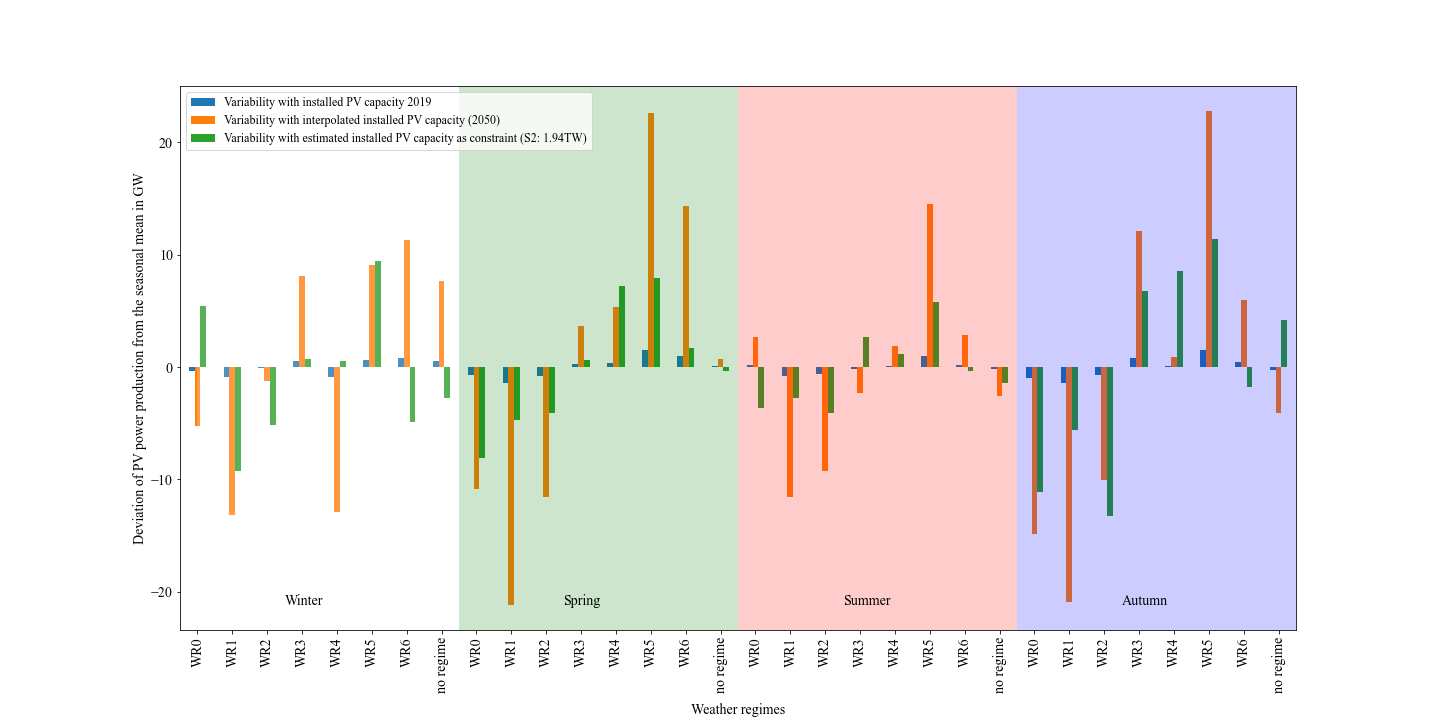 Variability with installed PV capacity 2019
Variability with interpolated installed PV capacity (2050)
Variability with estimated installed PV capacity as constraint (S2: 1.94TW)
Deviation of PV power production from the seasonal mean in GW
20
10
0
−10
−20
Winter Spring Summer Autumn
WR0 WR1 WR2 WR3 WR4 WR5 WR6 no regime WR0 WR1 WR2 WR3 WR4 WR5 WR6 no regime WR0 WR1 WR2 WR3 WR4 WR5 WR6 no regime WR0 WR1 WR2 WR3 WR4 WR5 WR6 no regime
Weather regimes